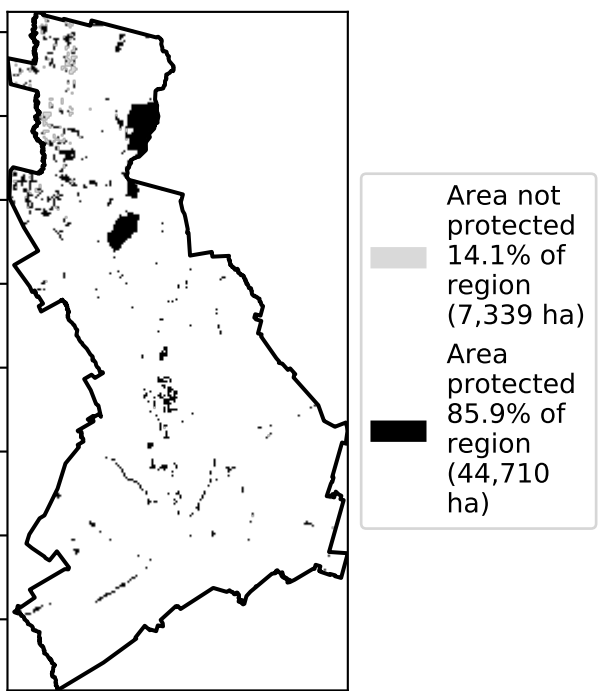 Area not
protected
14.1% of
region
(7,339 ha)
Area
protected
85.9% of
region
(44,710
ha)